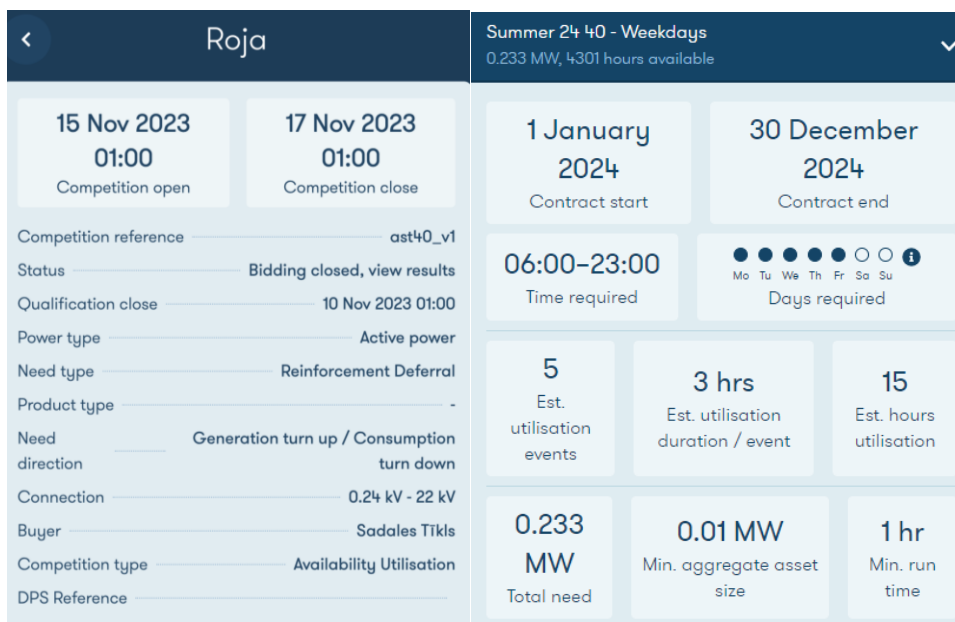 Roja
15 Nov 2023
01:00
Competition open
17 Nov 2023
01:00
Competition close
Competition reference ast40_v1
Status Bidding closed, view results
Qualification close 10 Nov 2023 01:00
Power type Active power
Need type Reinforcement Deferral
Product type -
Need Generation turn up / Consumption
direction turn down
Connection 0.24 kV - 22 kV
Buyer Sadales Tīkls
Competition type Availability Utilisation
DPS Reference
Summer 24 40 - Weekdays
0.233 MW, 4301 hours available
1 January
2024
Contract start
30 December
2024
Contract end
06:00–23:00
Time required
Mo Tu We Th Fr Sa Su
Days required
5
Est.
utilisation
events
3 hrs
Est. utilisation
duration / event
15
Est. hours
utilisation
0.233
MW
Total need
0.01 MW
Min. aggregate asset
size
1 hr
Min. run
time